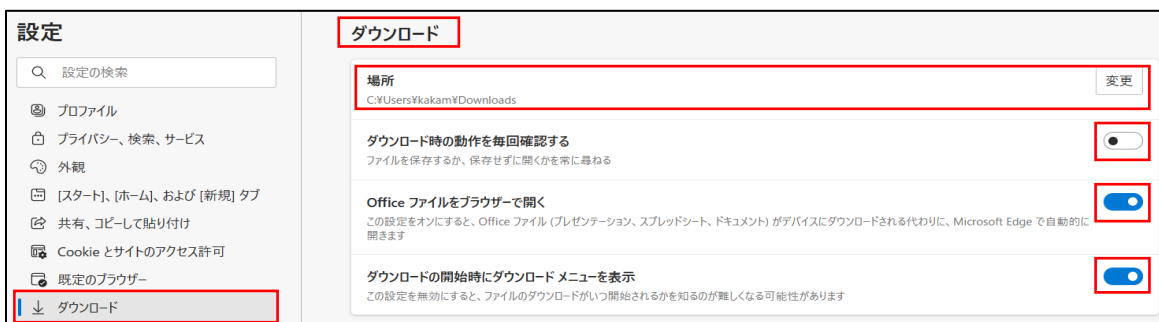 設定
設定の検索
プロファイル
プライバシー、検索、サービス
外観
[スタート]、[ホーム]、および [新規] タブ
共有、コピーして貼り付け
Cookie とサイトのアクセス許可
既定のブラウザー
ダウンロード
ダウンロード
場所
C:¥Users¥kakam¥Downloads
変更
ダウンロード時の動作を毎回確認する
ファイルを保存するか、保存せずに開くかを常に尋ねる
Office ファイルをブラウザーで開く
この設定をオンにすると、Office ファイル (プレゼンテーション、スプレッドシート、ドキュメント) がデバイスにダウンロードされる代わりに、Microsoft Edge で自動的に
開きます
ダウンロードの開始時にダウンロード メニューを表示
この設定を無効にすると、ファイルのダウンロードがいつ開始されるかを知るのが難しくなる可能性があります